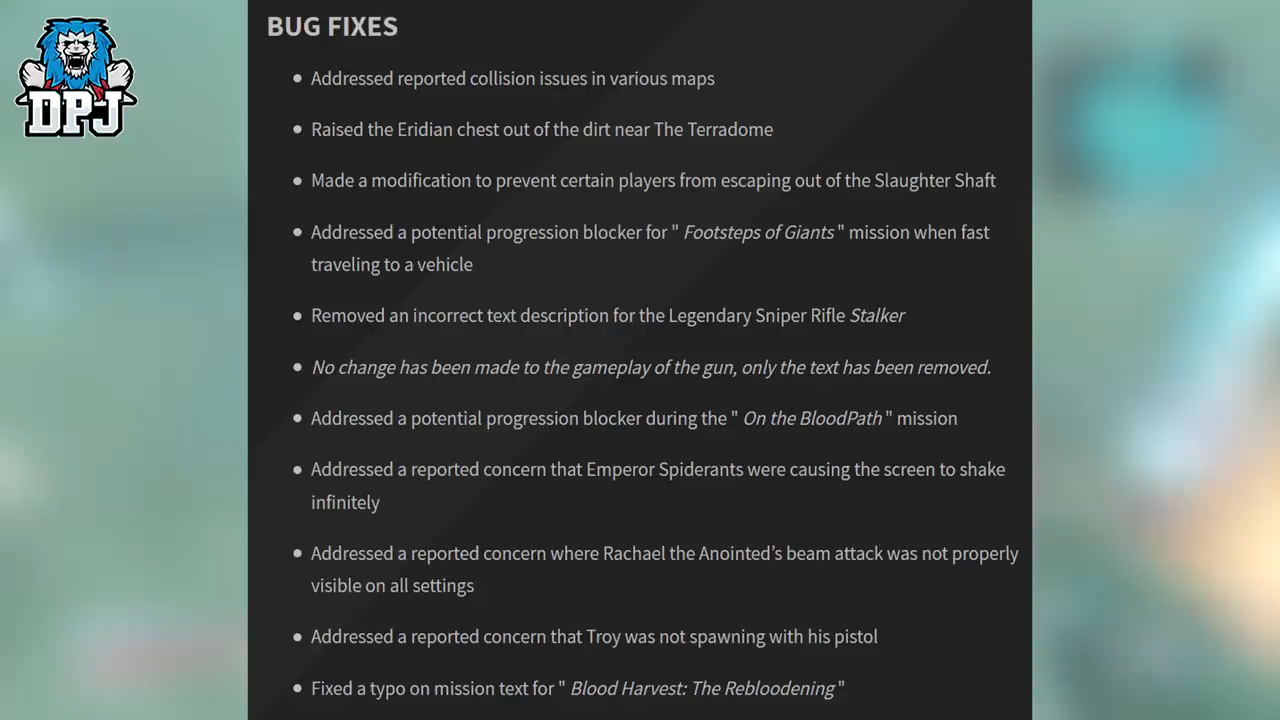 DPJ
BUG FIXES
• Addressed reported collision issues in various maps
• Raised the Eridian chest out of the dirt near The Terradome
• Made a modification to prevent certain players from escaping out of the Slaughter Shaft
• Addressed a potential progression blocker for " Footsteps of Giants " mission when fast
traveling to a vehicle
• Removed an incorrect text description for the Legendary Sniper Rifle Stalker
• No change has been made to the gameplay of the gun, only the text has been removed.
• Addressed a potential progression blocker during the " On the BloodPath " mission
• Addressed a reported concern that Emperor Spiderants were causing the screen to shake
infinitely
• Addressed a reported concern where Rachael the Anointed’s beam attack was not properly
visible on all settings
• Addressed a reported concern that Troy was not spawning with his pistol
• Fixed a typo on mission text for " Blood Harvest: The Rebloodening "